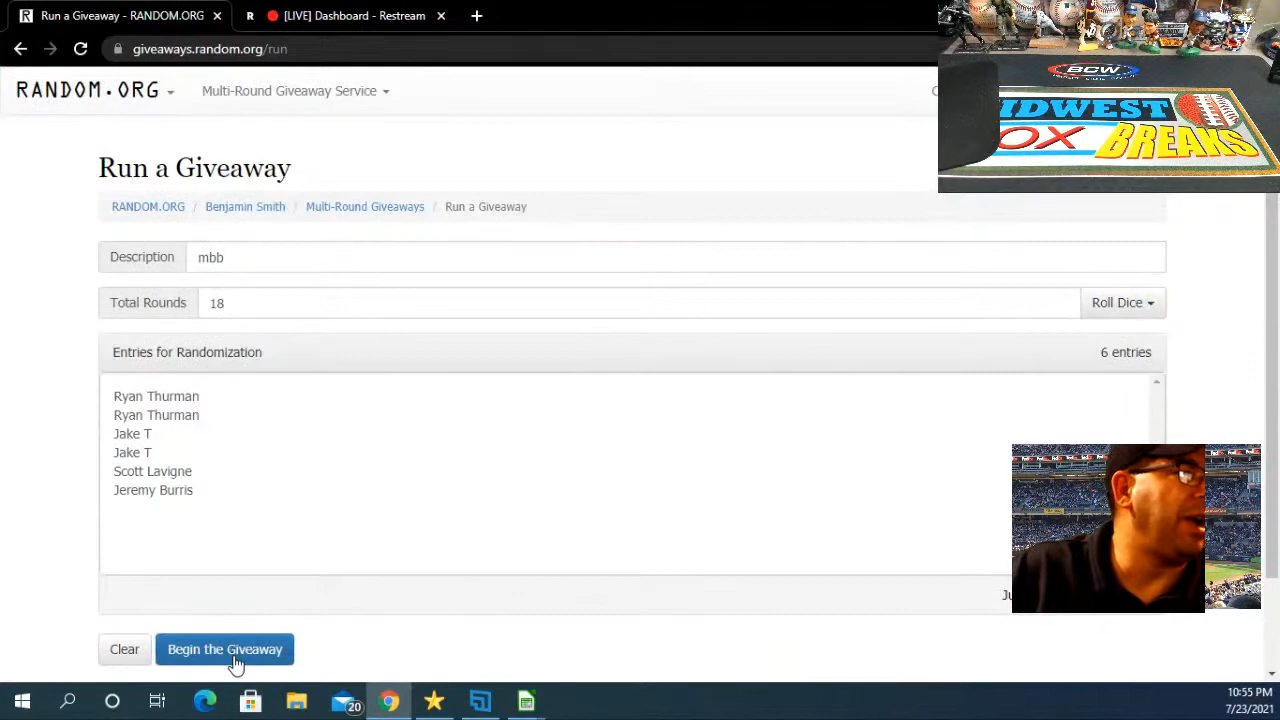 Run a Giveaway - RANDOM.ORG
R
[LIVE] Dashboard - Restream
giveaways.random.org/run
RANDOM.ORG
Multi-Round Giveaway Service
BCW
IDWEST
OX
BREAKS
Run a Giveaway
RANDOM.ORG / Benjamin Smith / Multi-Round Giveaways / Run a Giveaway
Description mbb
Total Rounds 18 Roll Dice
Entries for Randomization 6 entries
Ryan Thurman
Ryan Thurman
Jake T
Jake T
Scott Lavigne
Jeremy Burris
FedEx
Clear Begin the Giveaway
20
10:55 PM
7/23/2021